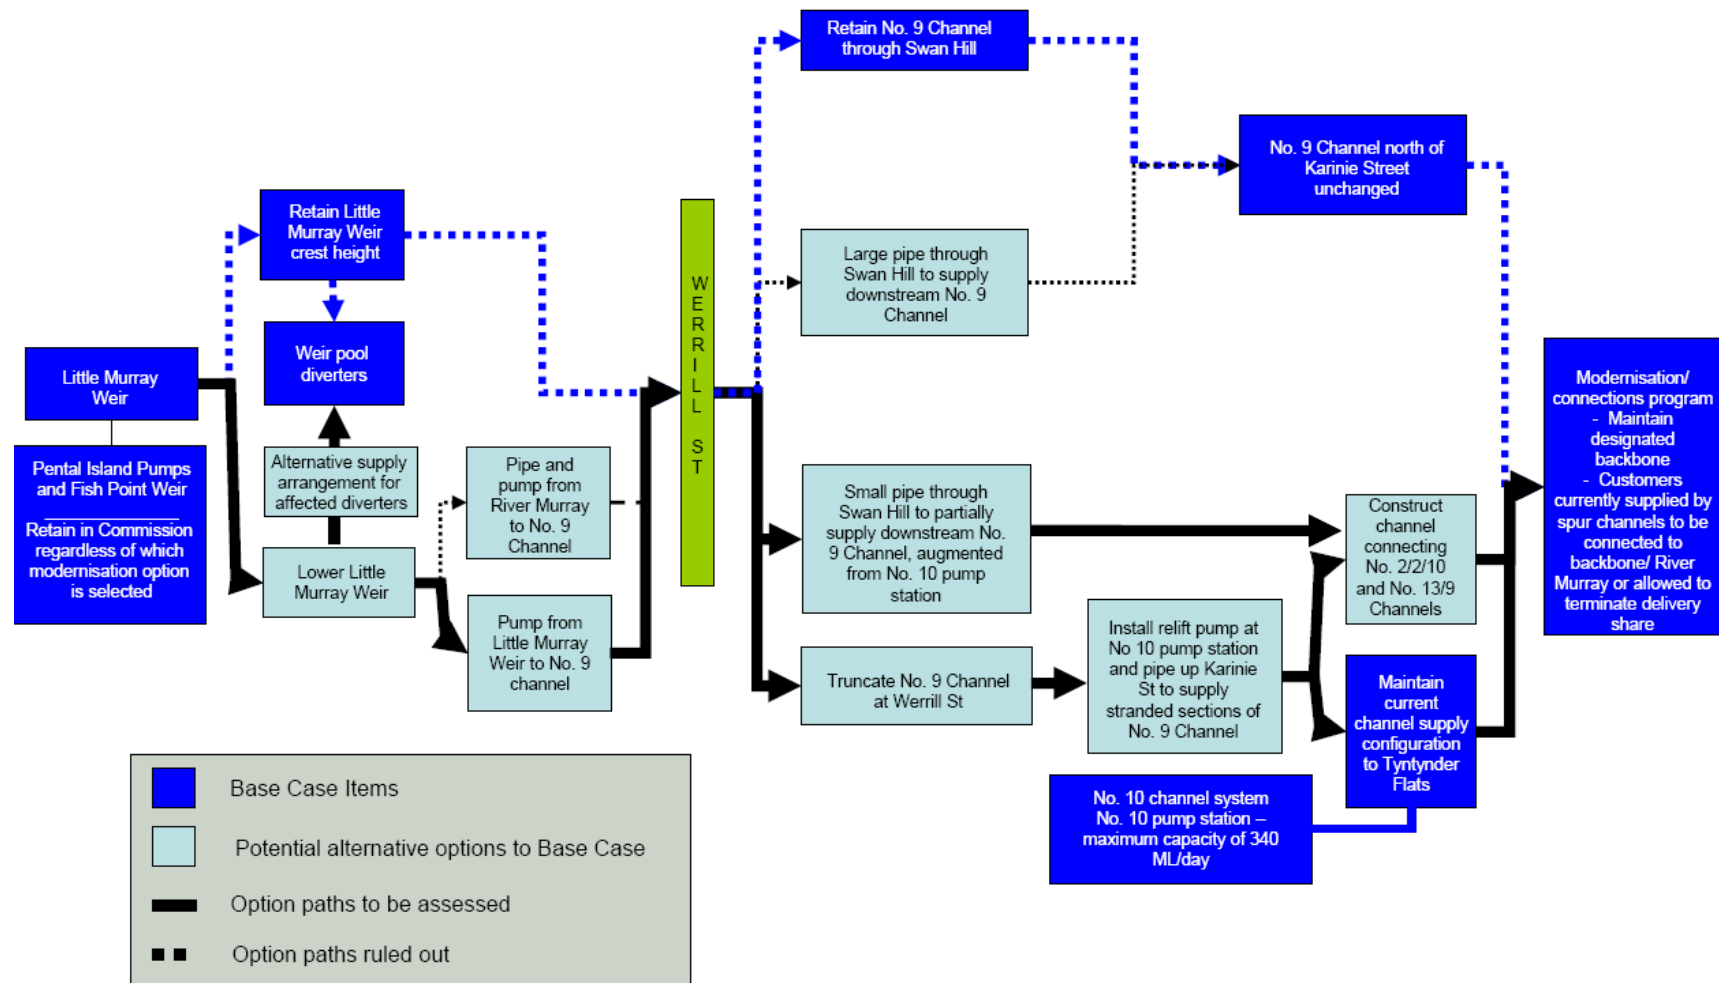 Retain No. 9 Channel
through Swan Hill
No. 9 Channel north of
Karinie Street
unchanged
Retain Little
Murray Weir
crest height
Large pipe through
Swan Hill to supply
downstream No. 9
Channel
W
E
R
R
I
L
L
S
T
Weir pool
diverters
Little Murray
Weir
Modernisation/
connections program
- Maintain
designated
backbone
- Customers
currently supplied by
spur channels to be
connected to
backbone/ River
Murray or allowed to
terminate delivery
share
Pental Island Pumps
and Fish Point Weir
Retain in Commission
regardless of which
modernisation option
is selected
Alternative supply
arrangement for
affected diverters
Pipe and
pump from
River Murray
to No. 9
Channel
Small pipe through
Swan Hill to partially
supply downstream No.
9 Channel, augmented
from No. 10 pump
station
Construct
channel
connecting
No. 2/2/10
and No. 13/9
Channels
Lower Little
Murray Weir
Pump from
Little Murray
Weir to No. 9
channel
Truncate No. 9 Channel
at Werrill St
Install relift pump at
No 10 pump station
and pipe up Karinie
St to supply
stranded sections of
No. 9 Channel
Maintain
current
channel supply
configuration
to Tyntynder
Flats
No. 10 channel system
No. 10 pump station –
maximum capacity of 340
ML/day
Base Case Items
Potential alternative options to Base Case
Option paths to be assessed
Option paths ruled out